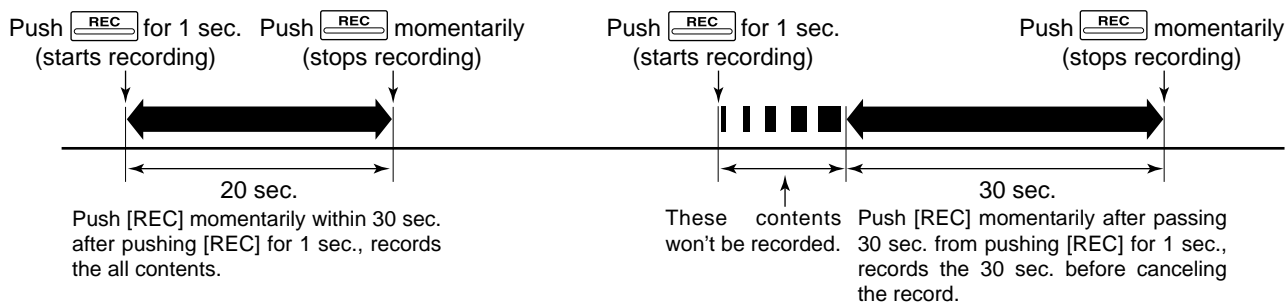 Push REC for 1 sec.
(starts recording)
Push REC momentarily
(stops recording)
Push REC for 1 sec.
(starts recording)
Push REC momentarily
(stops recording)
20 sec.
Push [REC] momentarily within 30 sec.
after pushing [REC] for 1 sec., records
the all contents.
These contents
won't be recorded.
30 sec.
Push [REC] momentarily after passing
30 sec. from pushing [REC] for 1 sec.,
records the 30 sec. before canceling
the record.